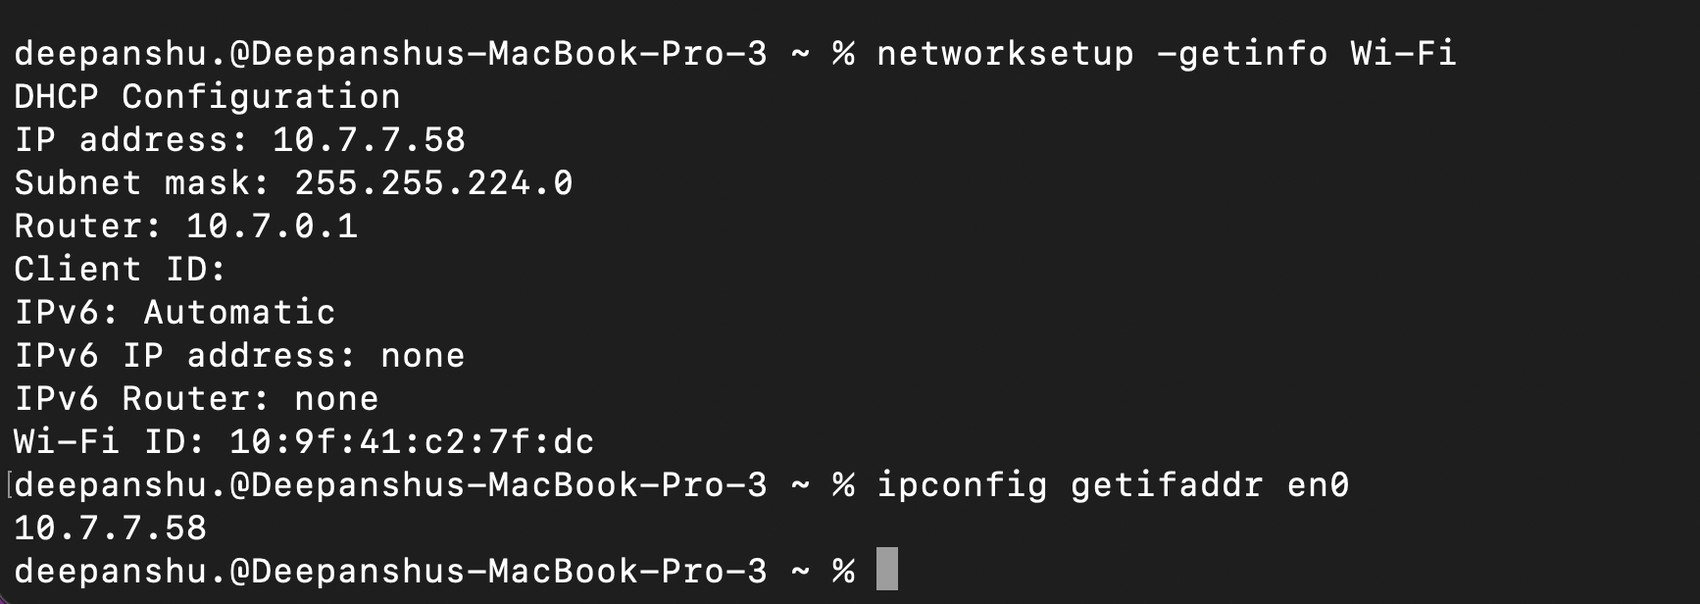 deepanshu.@Deepanshus-MacBook-Pro-3 ~ % networksetup -getinfo Wi-Fi
DHCP Configuration
IP address: 10.7.7.58
Subnet mask: 255.255.224.0
Router: 10.7.0.1
Client ID:
IPv6: Automatic
IPv6 IP address: none
IPv6 Router: none
Wi-Fi ID: 10:9f:41:c2:7f:dc
[deepanshu.@Deepanshus-MacBook-Pro-3 ~ % ipconfig getifaddr en0
10.7.7.58
deepanshu.@Deepanshus-MacBook-Pro-3 ~ %